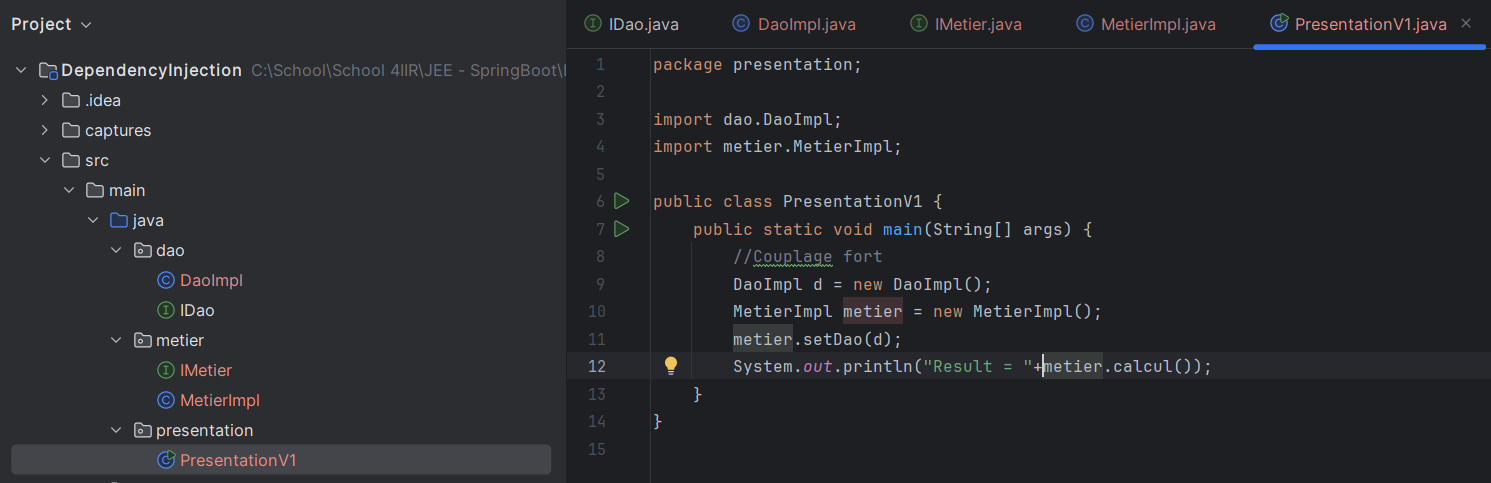 Project
DependencyInjection C:\School\School 4IIR\JEE - SpringBoot\
.idea
captures
src
main
java
dao
DaoImpl
IDao
metier
IMetier
MetierImpl
presentation
PresentationV1
IDao.java DaoImpl.java IMetier.java MetierImpl.java PresentationV1.java
1 package presentation;
2
3 import dao.DaoImpl;
4 import metier.MetierImpl;
5
6 public class PresentationV1 {
7 public static void main(String[] args) {
8 //Couplage fort
9 DaoImpl d = new DaoImpl();
10 MetierImpl metier = new MetierImpl();
11 metier.setDao(d);
12 System.out.println("Result = "+metier.calcul());
13 }
14 }
15